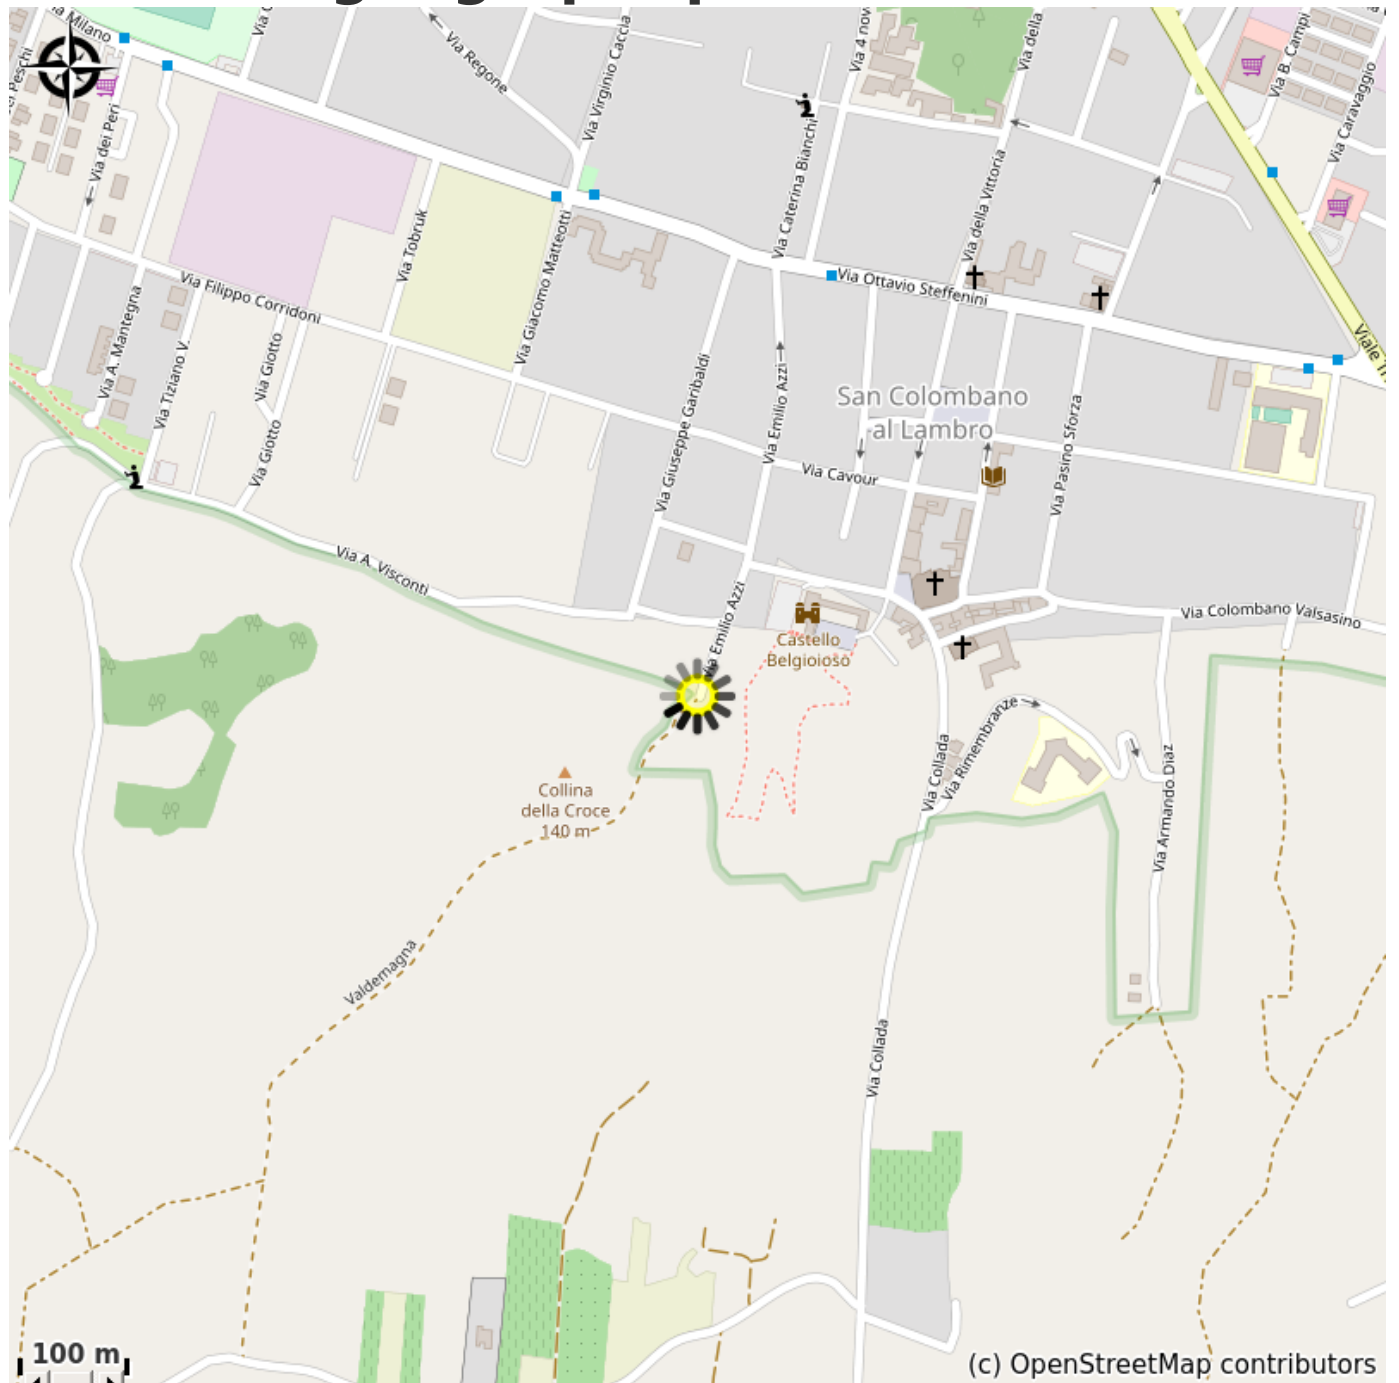 Via Milano
Via Regone
Via Virginio Caccia
Via 4 nov
Via della
Via B. Campi
Via Caravaggio
Via dei Peri
Via Caterina Bianchi
Via della Vittoria
Via Tobruk
Via Giacomo Matteotti
Via Ottavio Steffenini
Via Filippo Corridoni
Via A. Mantegna
Via Tiziano V.
Via Giotto
Via Giotto
Via Giuseppe Garibaldi
Via Emilio Azzi
Viale Tr
San Colombano
al Lambro
Via Cavour
Via Pasino Sforza
Via A. Visconti
Via Emilio Azzi
Castello
Belgioioso
Via Colombano Valsasino
Via Collada
Via Rimembranze
Via Armando Diaz
Collina
della Croce
140 m
Valdemagna
Via Collada
100 m
(c) OpenStreetMap contributors